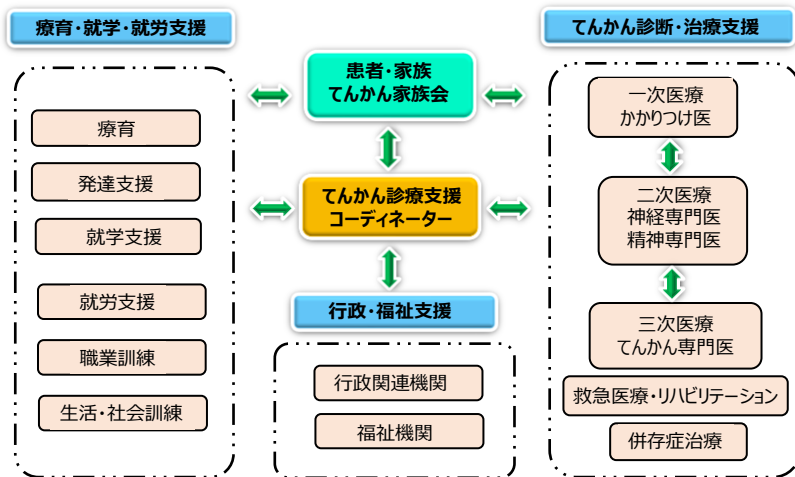 療育・就学・就労支援
療育
発達支援
就学支援
就労支援
職業訓練
生活・社会訓練
患者・家族
てんかん家族会
てんかん診療支援
コーディネーター
行政・福祉支援
行政関連機関
福祉機関
てんかん診断・治療支援
一次医療
かかりつけ医
二次医療
神経専門医
精神専門医
三次医療
てんかん専門医
救急医療・リハビリテーション
併存症治療